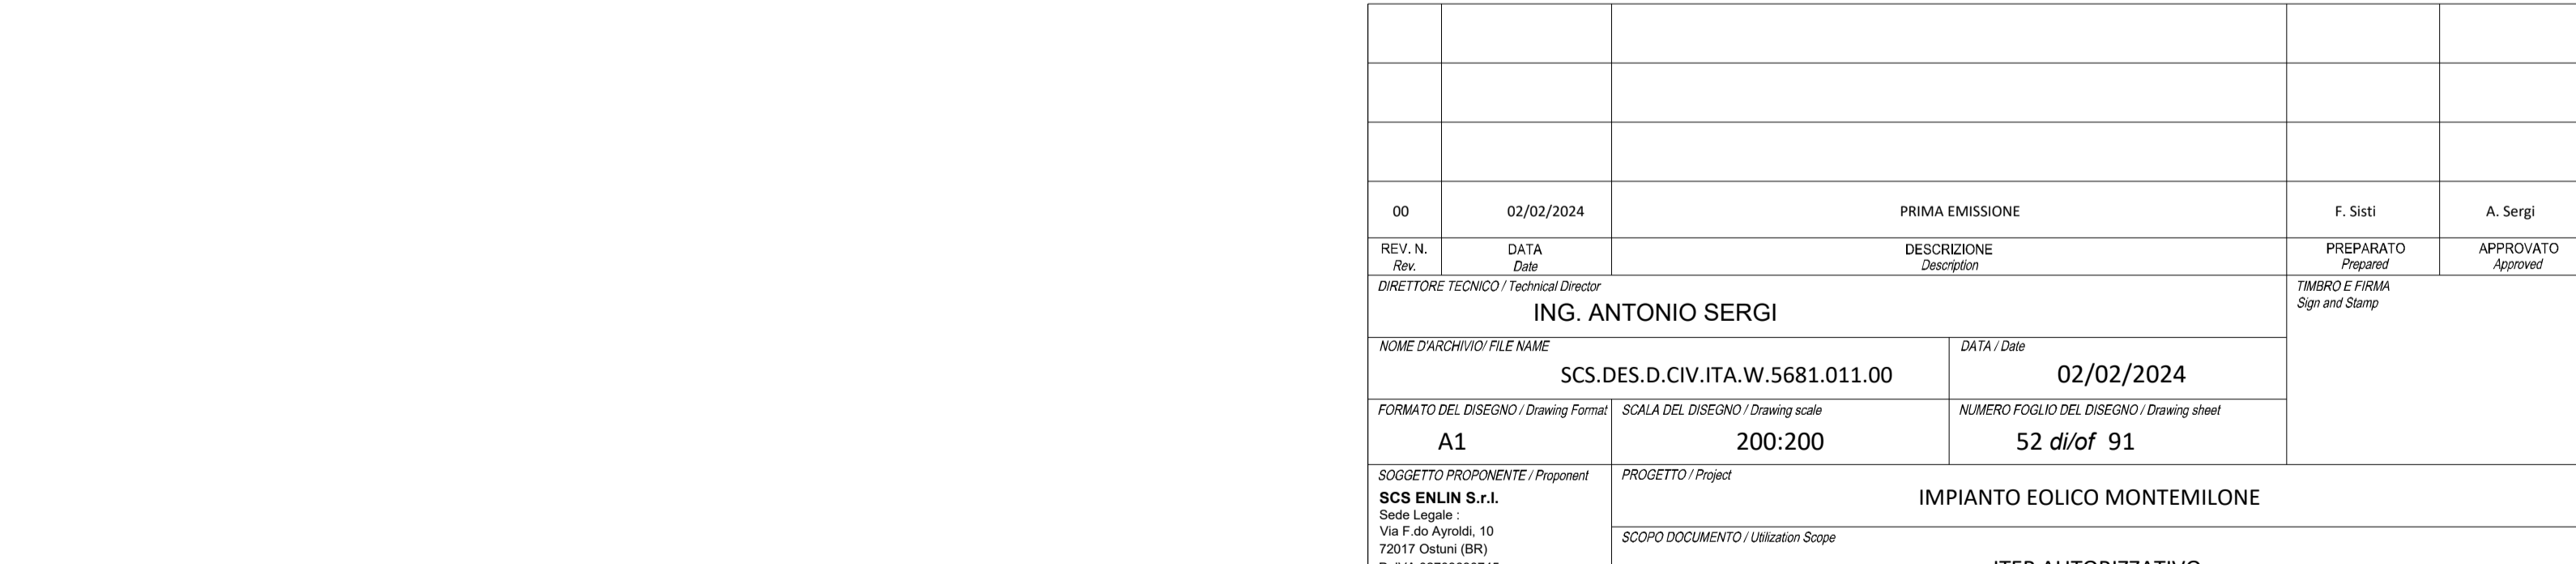 00 02/02/2024 PRIMA EMISSIONE F. Sisti A. Sergi
REV. N. DATA DESCRIZIONE PREPARATO APPROVATO
Rev. Date Description Prepared Approved
DIRETTORE TECNICO / Technical Director
ING. ANTONIO SERGI
TIMBRO E FIRMA
Sign and Stamp
NOME D'ARCHIVIO/ FILE NAME
SCS.DES.D.CIV.ITA.W.5681.011.00
DATA / Date
02/02/2024
FORMATO DEL DISEGNO / Drawing Format
A1
SCALA DEL DISEGNO / Drawing scale
200:200
NUMERO FOGLIO DEL DISEGNO / Drawing sheet
52 di/of 91
SOGGETTO PROPONENTE / Proponent
SCS ENLIN S.r.l.
Sede Legale :
Via F.do Ayroldi, 10
72017 Ostuni (BR)
PROGETTO / Project
IMPIANTO EOLICO MONTEMILONE
SCOPO DOCUMENTO / Utilization Scope
ITER AUTORIZZATIVO